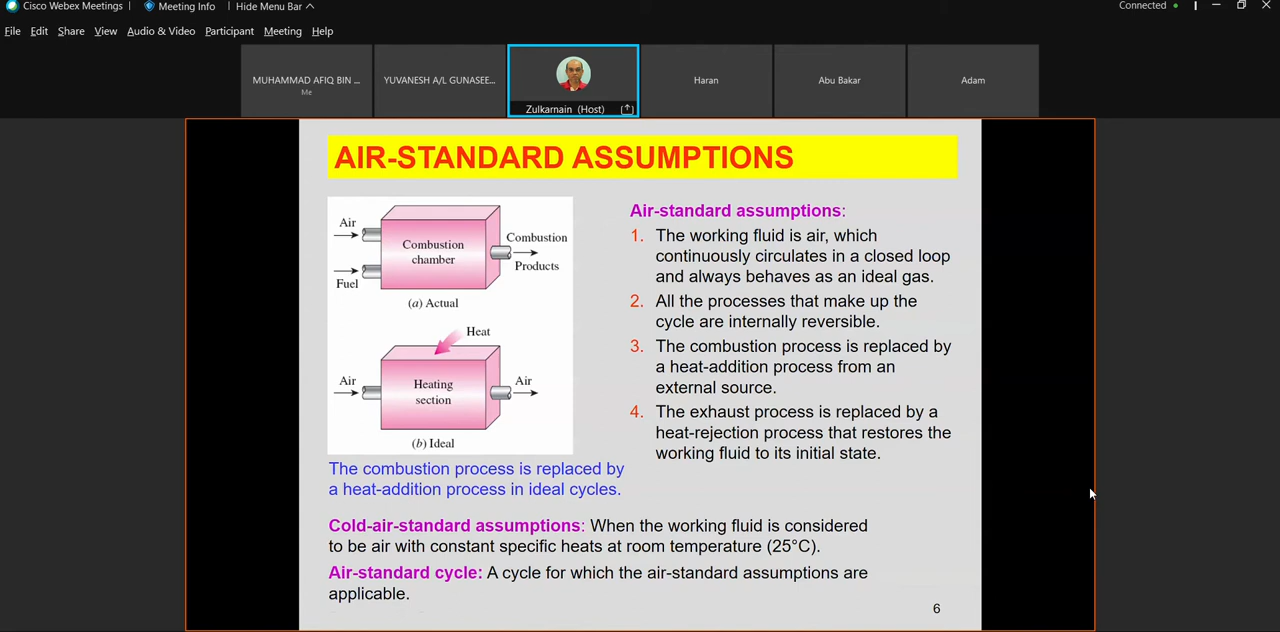 Cisco Webex Meetings
Meeting Info
Hide Menu Bar
Connected
File Edit Share View Audio & Video Participant Meeting Help
MUHAMMAD AFIQ BIN ...
Me
YUVANESH A/L GUNASEE...
Zulkarnain (Host)
Haran
Abu Bakar
Adam
AIR-STANDARD ASSUMPTIONS
Air
Fuel
Combustion
chamber
Combustion
Products
(a) Actual
Heat
Air
Heating
section
Air
(b) Ideal
The combustion process is replaced by
a heat-addition process in ideal cycles.
Air-standard assumptions:
1. The working fluid is air, which
continuously circulates in a closed loop
and always behaves as an ideal gas.
2. All the processes that make up the
cycle are internally reversible.
3. The combustion process is replaced by
a heat-addition process from an
external source.
4. The exhaust process is replaced by a
heat-rejection process that restores the
working fluid to its initial state.
Cold-air-standard assumptions: When the working fluid is considered
to be air with constant specific heats at room temperature (25°C).
Air-standard cycle: A cycle for which the air-standard assumptions are
applicable.
6